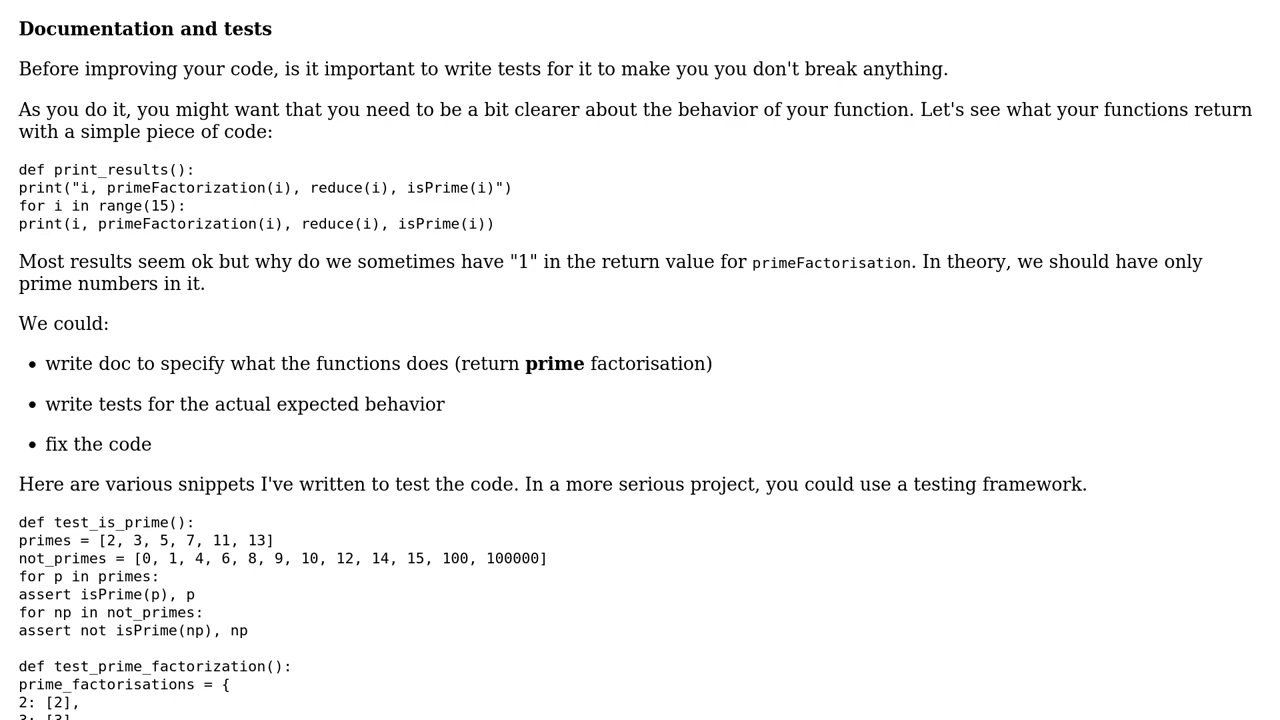 Documentation and tests
Before improving your code, is it important to write tests for it to make you you don't break anything.
As you do it, you might want that you need to be a bit clearer about the behavior of your function. Let's see what your functions return
with a simple piece of code:
def print_results():
print("i, primeFactorization(i), reduce(i), isPrime(i)")
for i in range(15):
print(i, primeFactorization(i), reduce(i), isPrime(i))
Most results seem ok but why do we sometimes have "1" in the return value for primeFactorisation. In theory, we should have only
prime numbers in it.
We could:
• write doc to specify what the functions does (return prime factorisation)
• write tests for the actual expected behavior
• fix the code
Here are various snippets I've written to test the code. In a more serious project, you could use a testing framework.
def test_is_prime():
primes = [2, 3, 5, 7, 11, 13]
not_primes = [0, 1, 4, 6, 8, 9, 10, 12, 14, 15, 100, 100000]
for p in primes:
assert isPrime(p), p
for np in not_primes:
assert not isPrime(np), np
def test_prime_factorization():
prime_factorisations = {
2: [2],
3: [3]